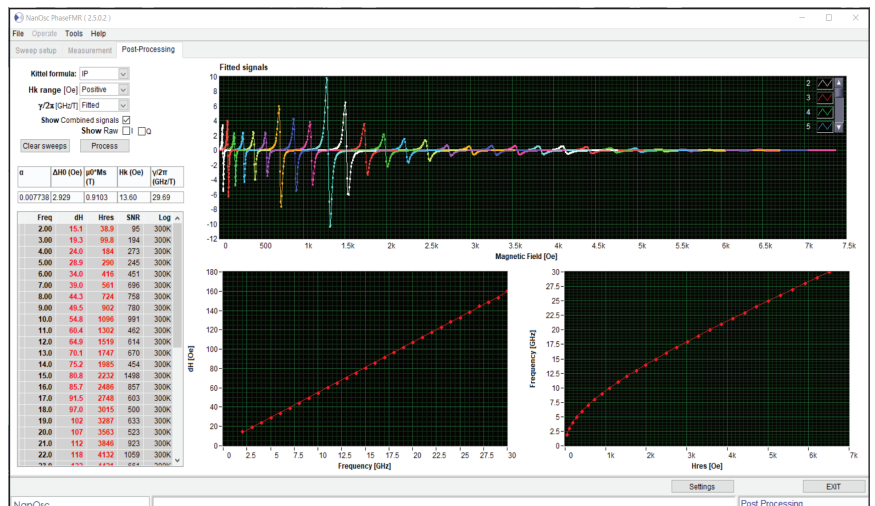 NanOsc PhaseFMR ( 2.5.0.2 )
File Operate Tools Help
Sweep setup Measurement Post-Processing
Kittel formula: IP
Hk range [Oe] Positive
γ/2π [GHz/T] Fitted
Show Combined signals
Show Raw I Q
Clear sweeps Process
α ΔH0 (Oe) μ0*Ms (T) Hk (Oe) γ/2π (GHz/T)
0.007738 2.929 0.9103 13.60 29.69
Freq dH Hres SNR Log
2.00 15.1 38.9 95 300K
3.00 19.3 99.8 194 300K
4.00 24.0 184 273 300K
5.00 28.9 290 245 300K
6.00 34.0 416 451 300K
7.00 39.0 561 696 300K
8.00 44.3 724 758 300K
9.00 49.5 902 780 300K
10.0 54.8 1096 991 300K
11.0 60.4 1302 462 300K
12.0 64.9 1519 614 300K
13.0 70.1 1747 670 300K
14.0 75.2 1985 454 300K
15.0 80.8 2232 1498 300K
16.0 85.7 2486 857 300K
17.0 91.5 2748 603 300K
18.0 97.0 3015 500 300K
19.0 102 3287 633 300K
20.0 107 3563 523 300K
21.0 112 3846 923 300K
22.0 118 4132 1059 300K
Fitted signals
10
8
6
4
2
0
-2
-4
-6
-8
-10
-12
0 500 1k 1.5k 2k 2.5k 3k 3.5k 4k 4.5k 5k 5.5k 6k 6.5k 7k 7.5k
Magnetic Field [Oe]
2
3
4
5
180
160
140
120
100
80
60
40
20
0
dH [Oe]
0 2.5 5 7.5 10 12.5 15 17.5 20 22.5 25 27.5 30
Frequency [GHz]
30
27.5
25
22.5
20
17.5
15
12.5
10
7.5
5
2.5
0
Frequency [GHz]
0 1k 2k 3k 4k 5k 6k 7k
Hres [Oe]
Settings EXIT
NanOsc
Post Processing